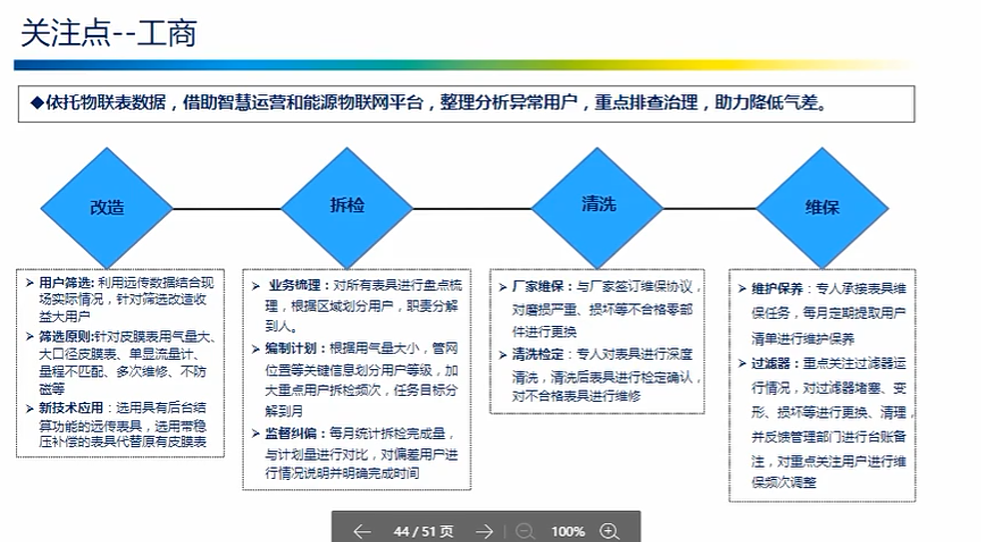 关注点--工商
◆依托物联表数据，借助智慧运营和能源物联网平台，整理分析异常用户，重点排查治理，助力降低气差。
改造
拆检
清洗
维保
➢ 用户筛选: 利用远传数据结合现
场实际情况，针对筛选改造收
益大用户
➢ 筛选原则:针对皮膜表用气量大、
大口径皮膜表、单显流量计、
量程不匹配、多次维修、不防
磁等
➢ 新技术应用：选用具有后台结
算功能的远传表具，选用带稳
压补偿的表具代替原有皮膜表
➢ 业务梳理：对所有表具进行盘点梳
理，根据区域划分用户，职责分解
到人。
➢ 编制计划：根据用气量大小，管网
位置等关键信息划分用户等级，加
大重点用户拆检频次，任务目标分
解到月
➢ 监督纠偏：每月统计拆检完成量，
与计划量进行对比，对偏差用户进
行情况说明并明确完成时间
➢ 厂家维保：与厂家签订维保协议，
对磨损严重、损坏等不合格零部
件进行更换
➢ 清洗检定：专人对表具进行深度
清洗，清洗后表具进行检定确认，
对不合格表具进行维修
➢ 维护保养：专人承接表具维
保任务，每月定期提取用户
清单进行维护保养
➢ 过滤器：重点关注过滤器运
行情况，对过滤器堵塞、变
形、损坏等进行更换、清理，
并反馈管理部门进行台账备
注，对重点关注用户进行维
保频次调整
44 / 51 页
100%